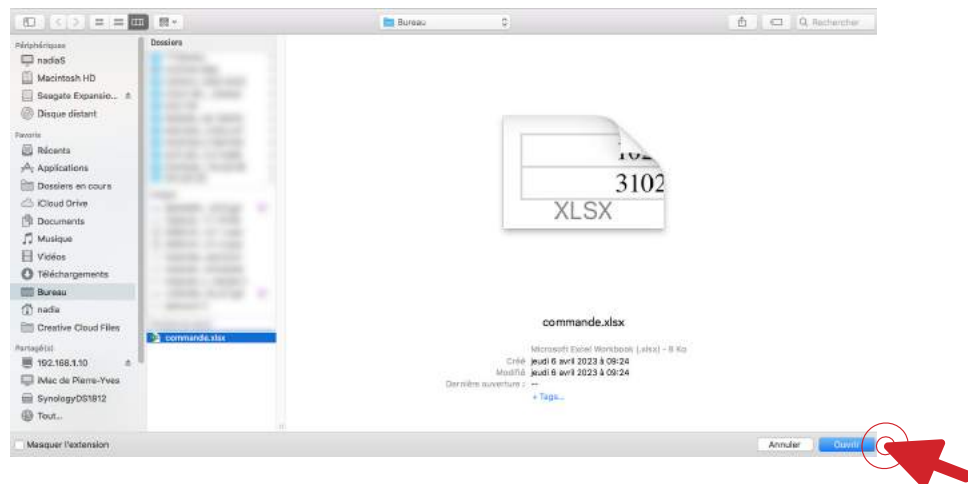 Bureau
Rechercher
Périphériques
nadiaS
Macintosh HD
Seagate Expansio...
Disque distant
Favoris
Récents
Applications
Dossiers en cours
iCloud Drive
Documents
Musique
Vidéos
Téléchargements
Bureau
nadia
Creative Cloud Files
Partagé(s)
192.168.1.10
iMac de Pierre-Yves
SynologyDS1812
Tout...
Dossiers
commande.xlsx
3102
XLSX
commande.xlsx
Microsoft Excel Workbook (.xlsx) - 8 Ko
Créé jeudi 6 avril 2023 à 09:24
Modifié jeudi 6 avril 2023 à 09:24
Dernière ouverture : --
+ Tags...
Masquer l'extension
Annuler
Ouvrir